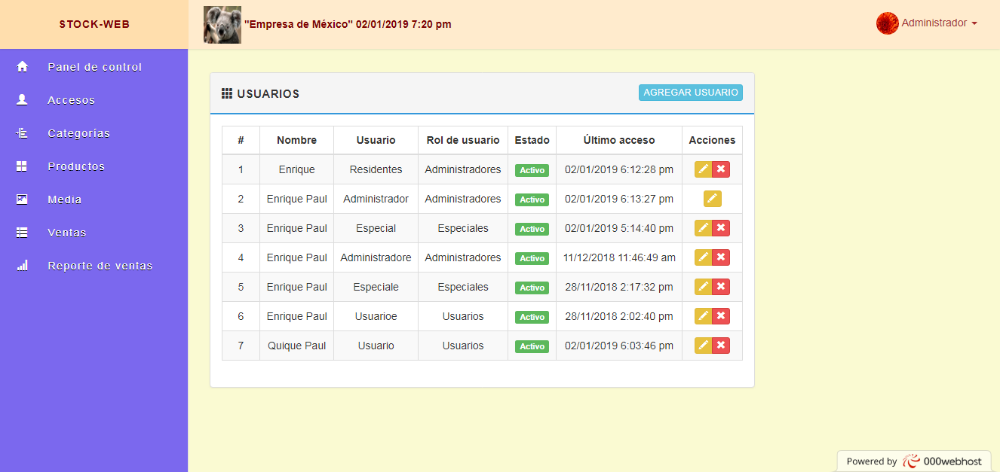 STOCK-WEB
"Empresa de México" 02/01/2019 7:20 pm
Administrador
Panel de control
Accesos
Categorías
Productos
Media
Ventas
Reporte de ventas
USUARIOS
AGREGAR USUARIO
# Nombre Usuario Rol de usuario Estado Último acceso Acciones
1 Enrique Residentes Administradores Activo 02/01/2019 6:12:28 pm
2 Enrique Paul Administrador Administradores Activo 02/01/2019 6:13:27 pm
3 Enrique Paul Especial Especiales Activo 02/01/2019 5:14:40 pm
4 Enrique Paul Administradore Administradores Activo 11/12/2018 11:46:49 am
5 Enrique Paul Especiale Especiales Activo 28/11/2018 2:17:32 pm
6 Enrique Paul Usuarioe Usuarios Activo 28/11/2018 2:02:40 pm
7 Quique Paul Usuario Usuarios Activo 02/01/2019 6:03:46 pm
Powered by 000webhost